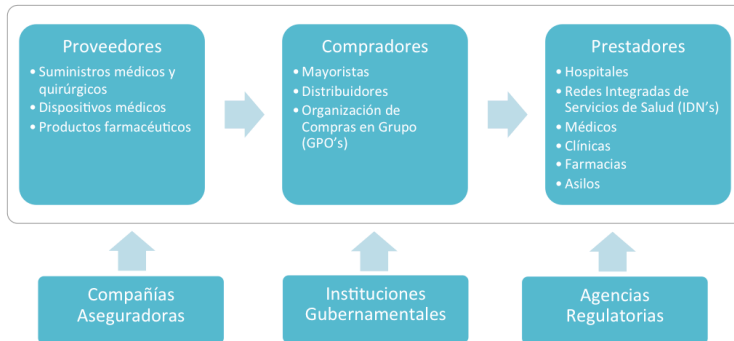 Proveedores
• Suministros médicos y
quirúrgicos
• Dispositivos médicos
• Productos farmacéuticos
Compradores
• Mayoristas
• Distribuidores
• Organización de
Compras en Grupo
(GPO's)
Prestadores
• Hospitales
• Redes Integradas de
Servicios de Salud (IDN's)
• Médicos
• Clínicas
• Farmacias
• Asilos
Compañías
Aseguradoras
Instituciones
Gubernamentales
Agencias
Regulatorias